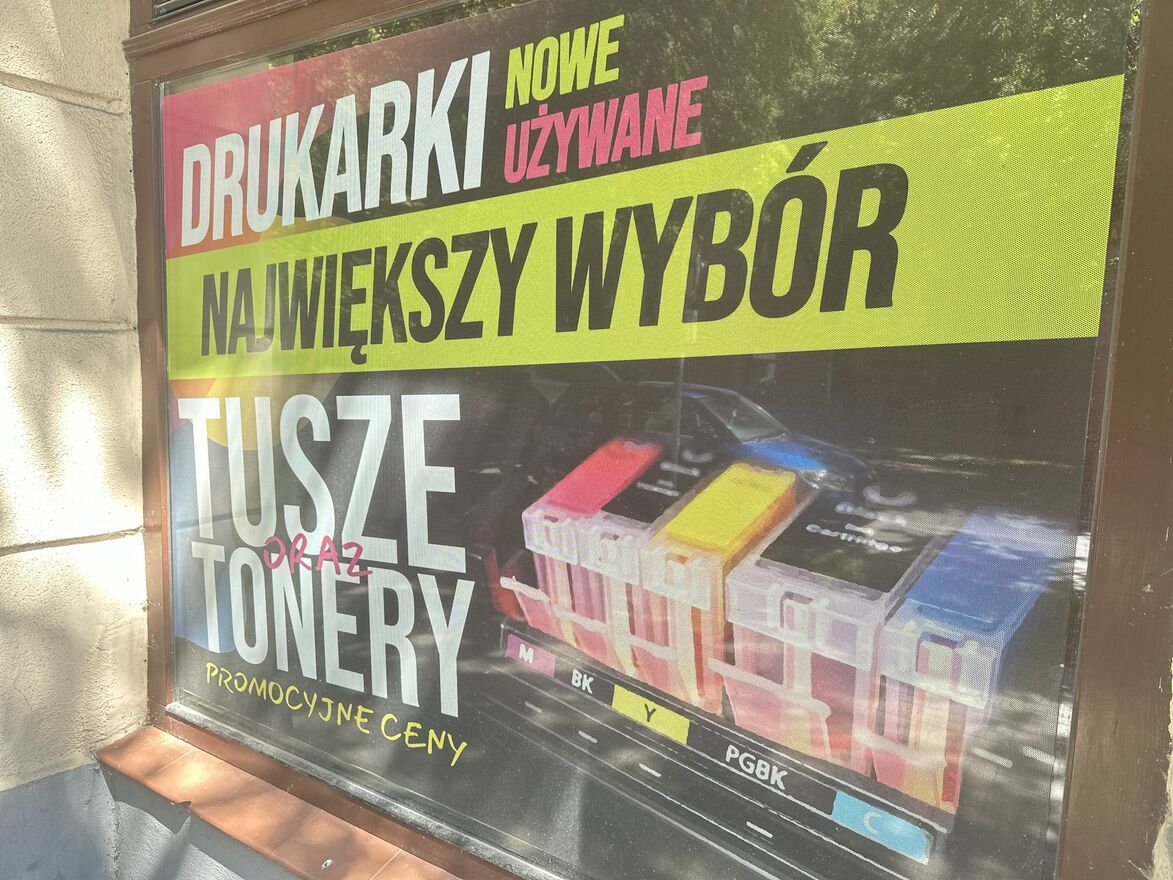 DRUKARKI
NOWE
UŻYWANE
NAJWIĘKSZY WYBÓR
TUSZE
ORAZ
TONERY
PROMOCYJNE CENY
M
BK
Y
PGBK
C